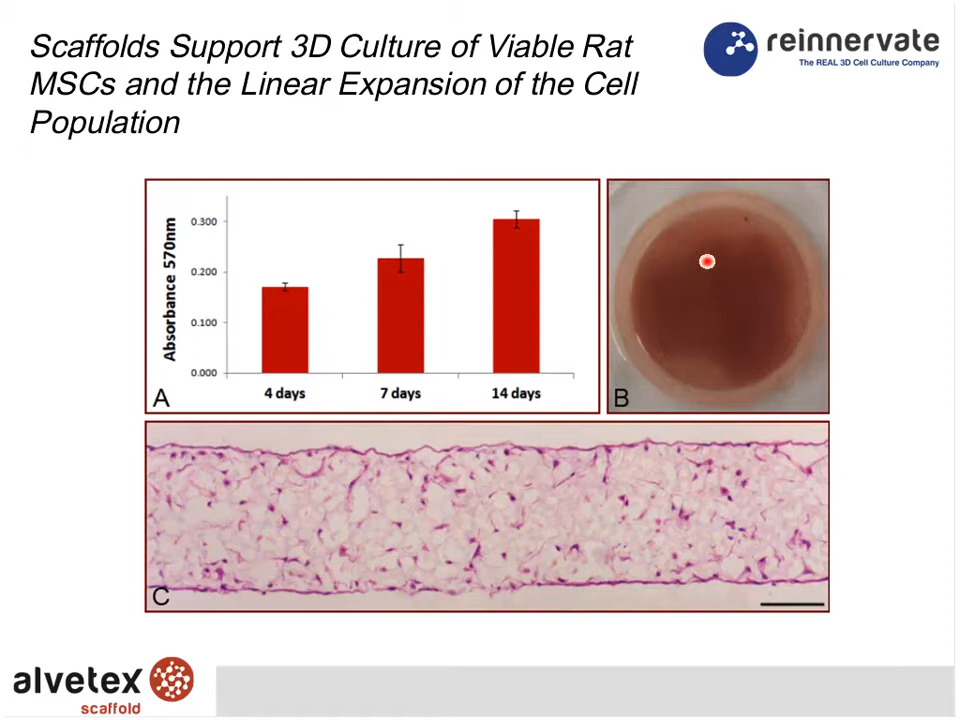 Scaffolds Support 3D Culture of Viable Rat
MSCs and the Linear Expansion of the Cell
Population
reinnervate
The REAL 3D Cell Culture Company
Absorbance 570nm
0.300
0.200
0.100
0.000
4 days
7 days
14 days
A
B
C
alvetex
scaffold